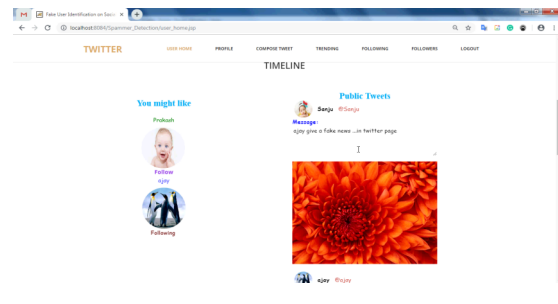 Fake User Identification on Socia
localhost:8084/Spammer_Detection/user_home.jsp
TWITTER
USER HOME PROFILE COMPOSE TWEET TRENDING FOLLOWING FOLLOWERS LOGOUT
TIMELINE
You might like
Prakash
Follow
ajay
Following
Public Tweets
Sanju @Sanju
Message:
ajay give a fake news ...in twitter page
ajay @ajay